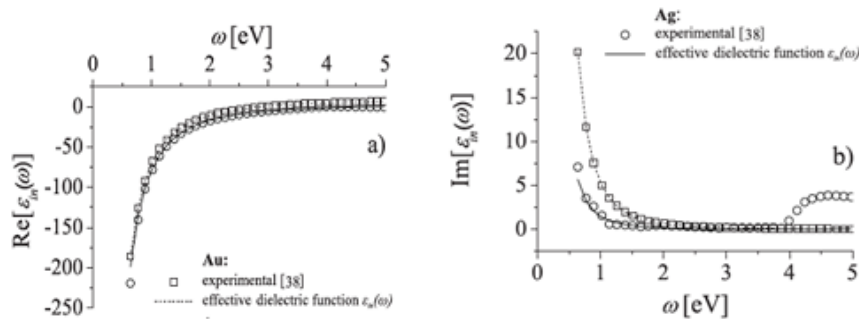 ω [eV]
0 1 2 3 4 5
0
-50
-100
-150
-200
-250
Re[ε_in(ω)]
a)
Au:
experimental [38]
effective dielectric function ε_in(ω)
Ag:
experimental [38]
effective dielectric function ε_in(ω)
20
15
10
5
0
Im[ε_in(ω)]
b)
0 1 2 3 4 5
ω [eV]